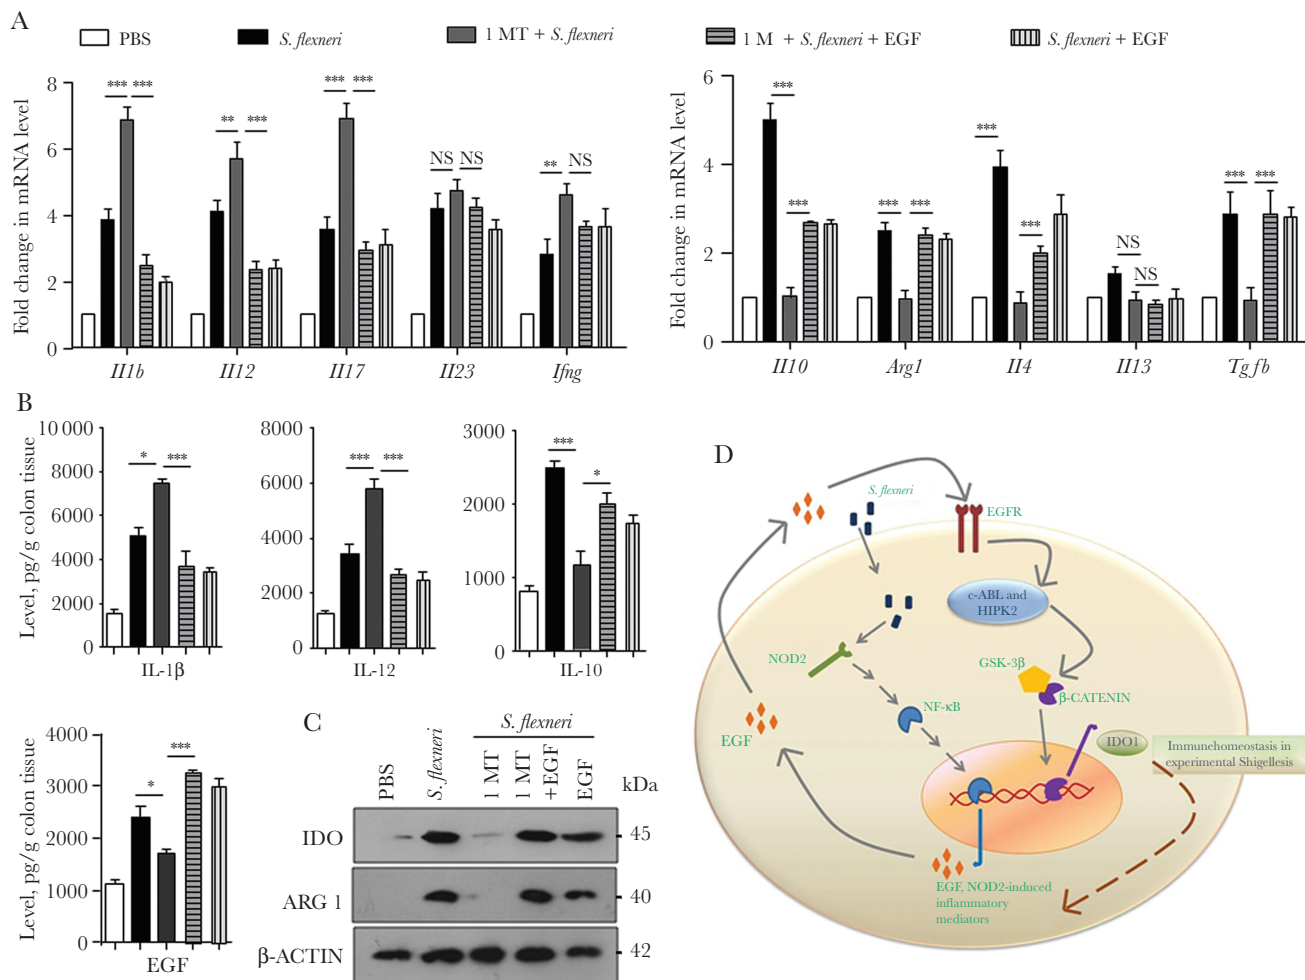 A
PBS
S. flexneri
1 MT + S. flexneri
1 M + S. flexneri + EGF
S. flexneri + EGF
Fold change in mRNA level
8
6
4
2
0
*** ***
** ***
*** ***
NS NS
** NS
Il1b Il12 Il17 Il23 Ifng
Fold change in mRNA level
6
4
2
0
***
***
*** ***
***
***
NS
NS
*** ***
Il10 Arg1 Il4 Il13 Tgfb
B
Level, pg/g colon tissue
10 000
8000
6000
4000
2000
0
* ***
IL-1β
8000
6000
4000
2000
0
*** ***
IL-12
3000
2000
1000
0
***
*
IL-10
Level, pg/g colon tissue
4000
3000
2000
1000
0
*
***
EGF
C
S. flexneri
PBS
S. flexneri
1 MT
1 MT
+EGF
EGF
kDa
IDO
45
ARG 1
40
β-ACTIN
42
D
S. flexneri
EGFR
c-ABL and
HIPK2
NOD2
GSK-3β
β-CATENIN
NF-κB
EGF
IDO1
Immunehomeostasis in
experimental Shigellesis
EGF, NOD2-induced
inflammatory
mediators